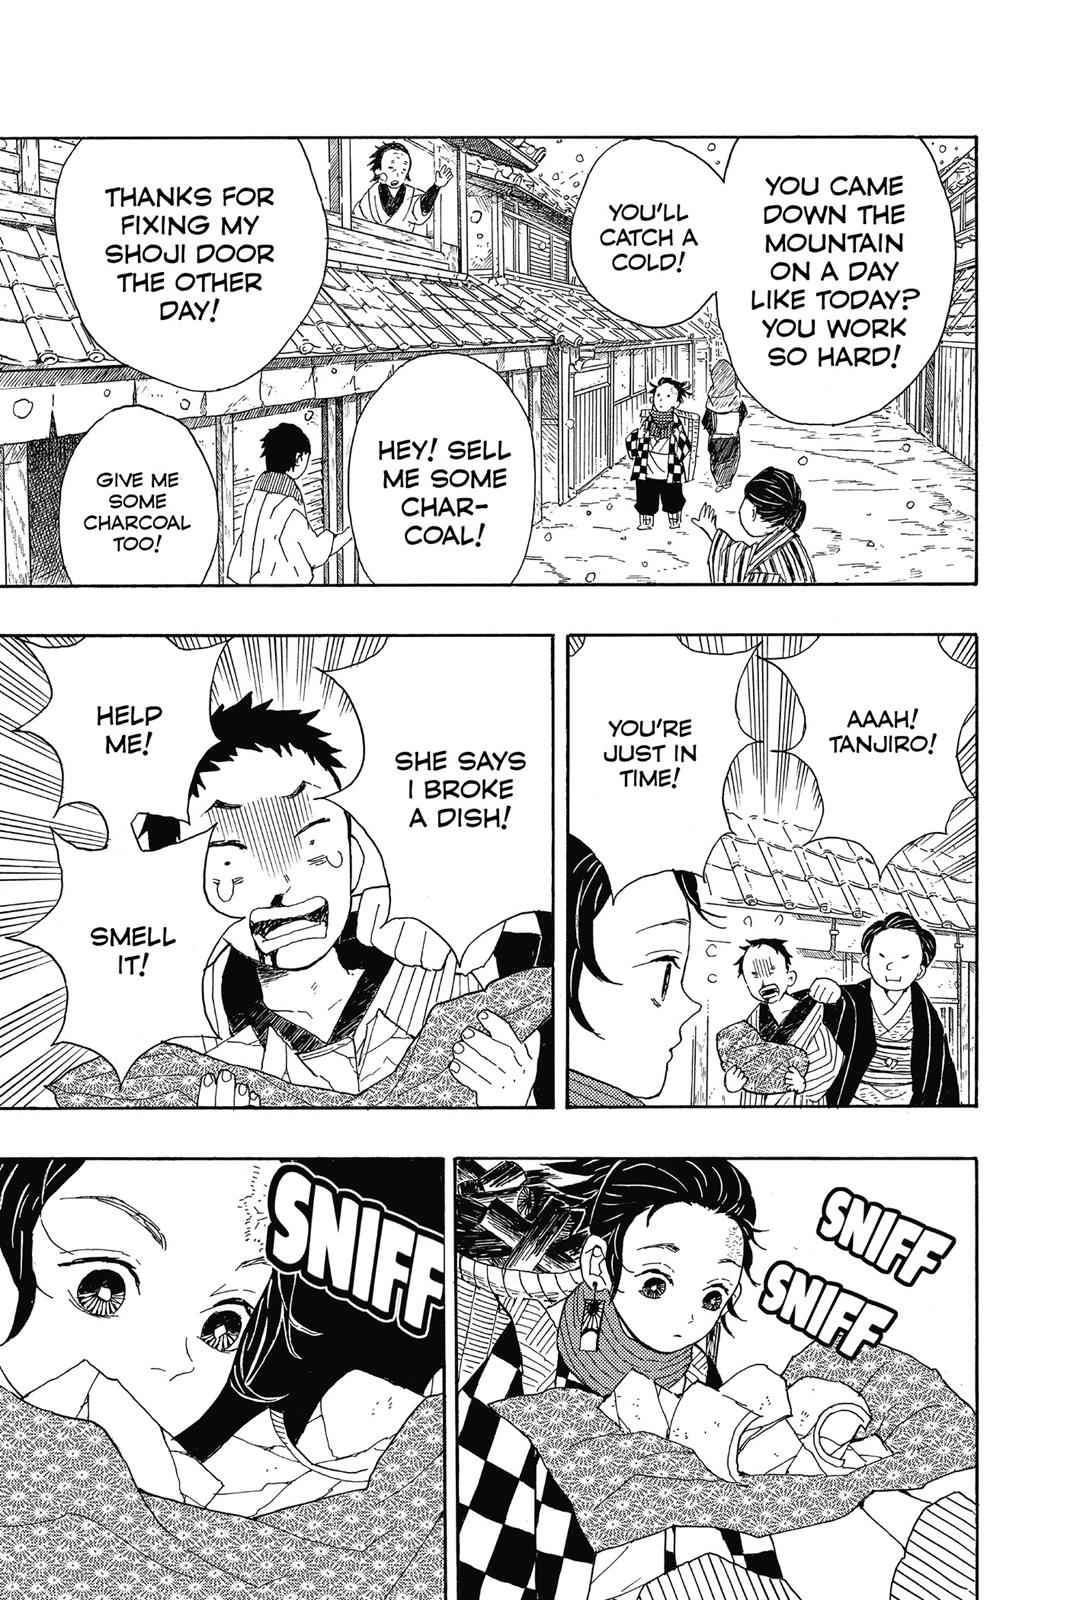 YOU CAME
DOWN THE
MOUNTAIN
ON A DAY
LIKE TODAY?
YOU WORK
SO HARD!
YOU'LL
CATCH A
COLD!
THANKS FOR
FIXING MY
SHOJI DOOR
THE OTHER
DAY!
HEY! SELL
ME SOME
CHAR-
COAL!
GIVE ME
SOME
CHARCOAL
TOO!
AAAH!
TANJIRO!
YOU'RE
JUST IN
TIME!
SHE SAYS
I BROKE
A DISH!
HELP
ME!
SMELL
IT!
SNIFF
SNIFF
SNIFF